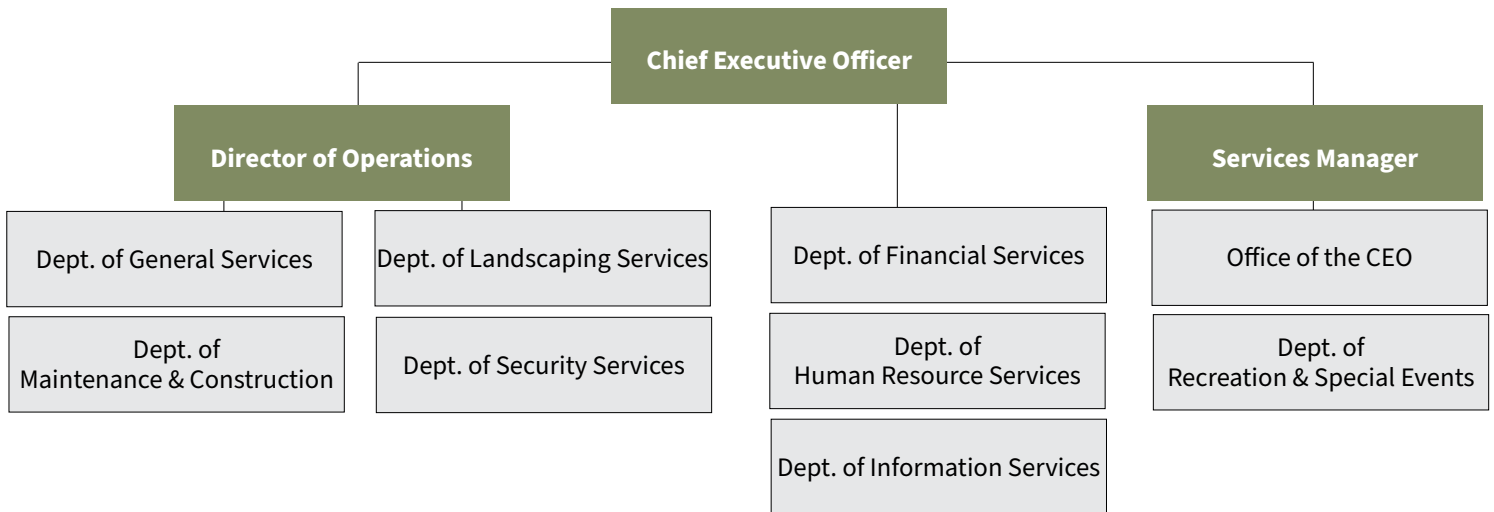 Chief Executive Officer
Director of Operations
Services Manager
Dept. of General Services
Dept. of Landscaping Services
Dept. of Financial Services
Office of the CEO
Dept. of
Maintenance & Construction
Dept. of Security Services
Dept. of
Human Resource Services
Dept. of
Recreation & Special Events
Dept. of Information Services